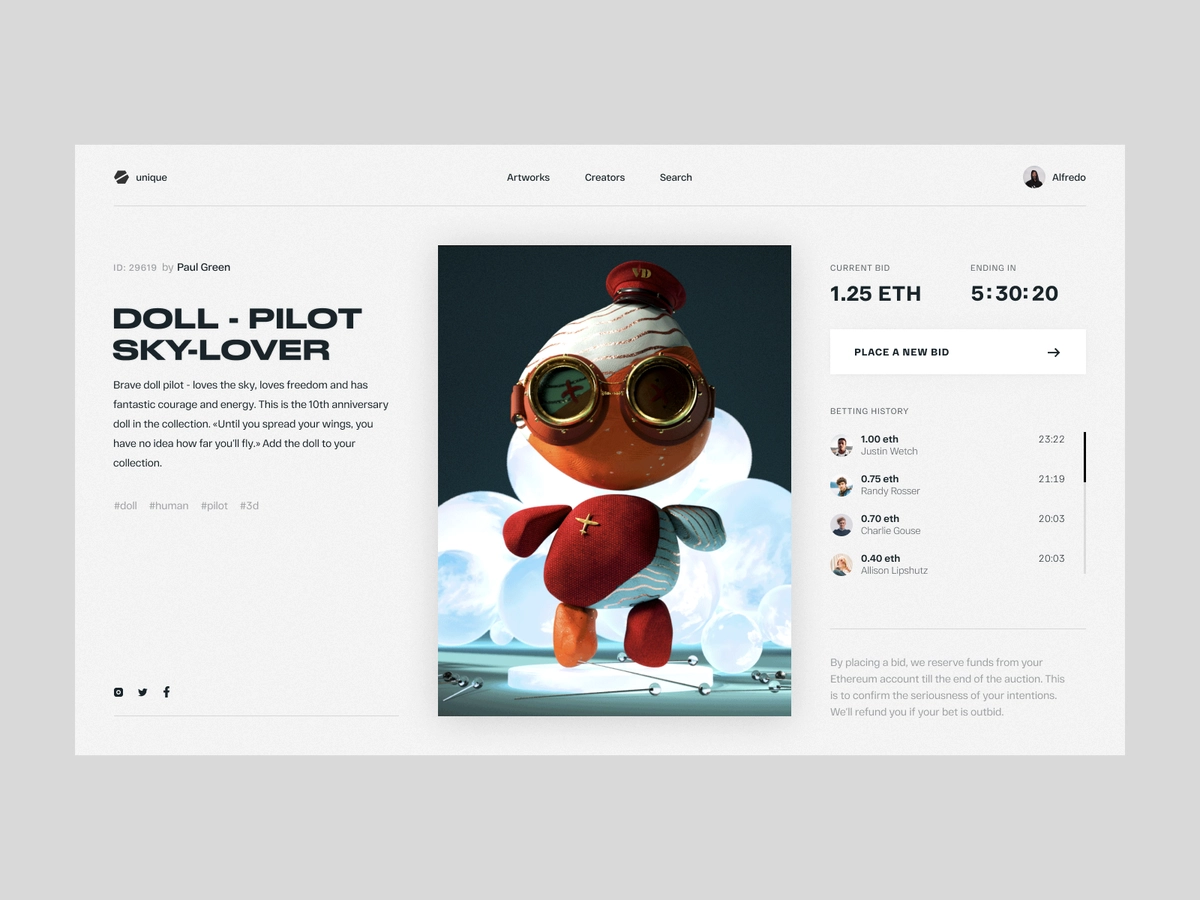 unique
Artworks
Creators
Search
Alfredo
ID: 29619 by Paul Green
DOLL - PILOT
SKY-LOVER
Brave doll pilot - loves the sky, loves freedom and has
fantastic courage and energy. This is the 10th anniversary
doll in the collection. «Until you spread your wings, you
have no idea how far you'll fly.» Add the doll to your
collection.
#doll #human #pilot #3d
VD
CURRENT BID
1.25 ETH
ENDING IN
5:30:20
PLACE A NEW BID
BETTING HISTORY
1.00 eth 23:22
Justin Wetch
0.75 eth 21:19
Randy Rosser
0.70 eth 20:03
Charlie Gouse
0.40 eth 20:03
Allison Lipshutz
By placing a bid, we reserve funds from your
Ethereum account till the end of the auction. This
is to confirm the seriousness of your intentions.
We'll refund you if your bet is outbid.